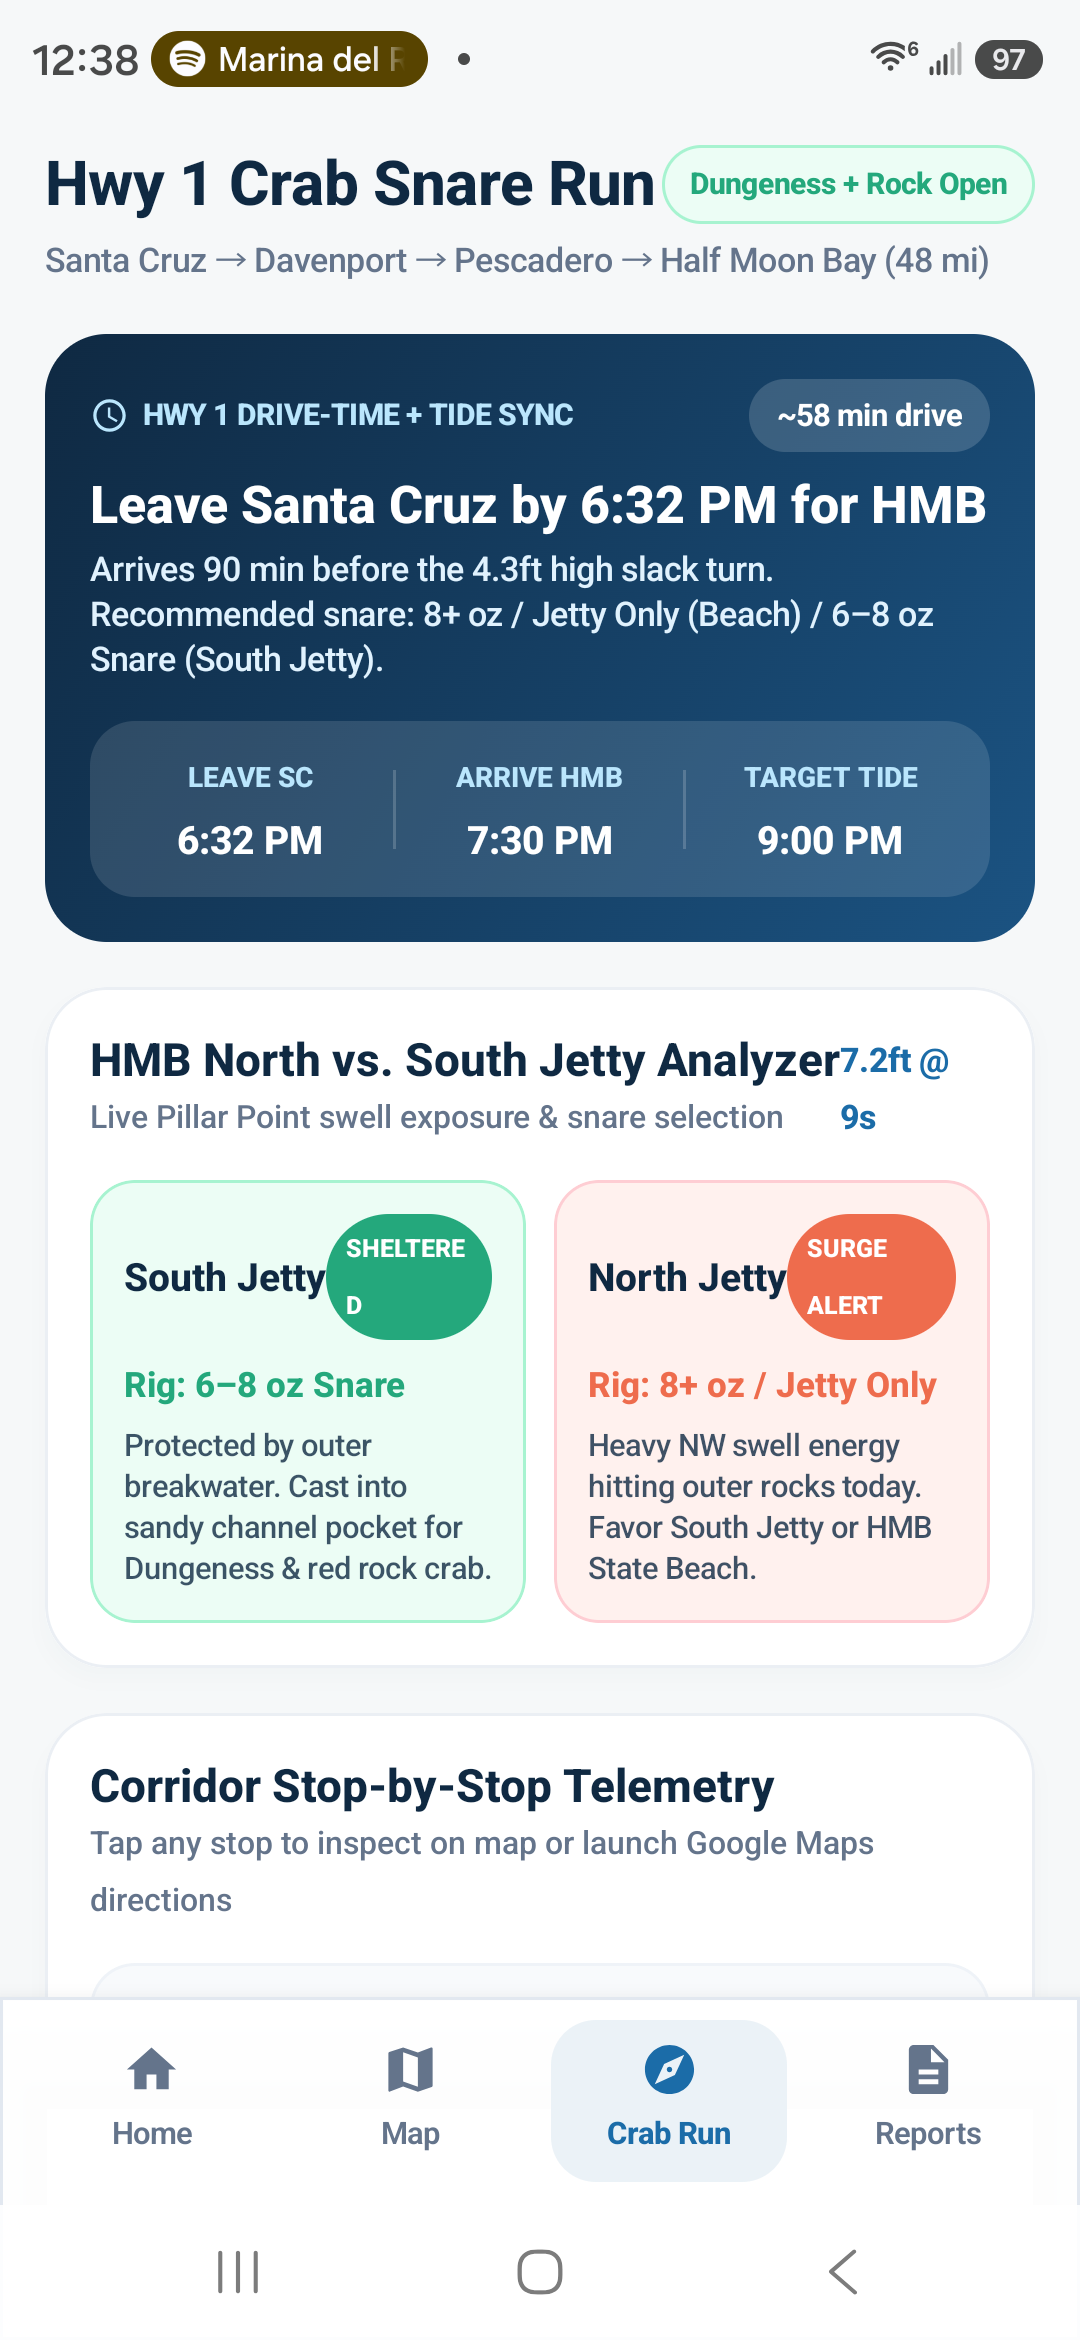 12:38
Marina del
6
97
Hwy 1 Crab Snare Run
Dungeness + Rock Open
Santa Cruz → Davenport → Pescadero → Half Moon Bay (48 mi)
HWY 1 DRIVE-TIME + TIDE SYNC
~58 min drive
Leave Santa Cruz by 6:32 PM for HMB
Arrives 90 min before the 4.3ft high slack turn.
Recommended snare: 8+ oz / Jetty Only (Beach) / 6–8 oz
Snare (South Jetty).
LEAVE SC
6:32 PM
ARRIVE HMB
7:30 PM
TARGET TIDE
9:00 PM
HMB North vs. South Jetty Analyzer
Live Pillar Point swell exposure & snare selection
7.2ft @
9s
South Jetty
SHELTERE
D
Rig: 6–8 oz Snare
Protected by outer
breakwater. Cast into
sandy channel pocket for
Dungeness & red rock crab.
North Jetty
SURGE
ALERT
Rig: 8+ oz / Jetty Only
Heavy NW swell energy
hitting outer rocks today.
Favor South Jetty or HMB
State Beach.
Corridor Stop-by-Stop Telemetry
Tap any stop to inspect on map or launch Google Maps
directions
Home
Map
Crab Run
Reports